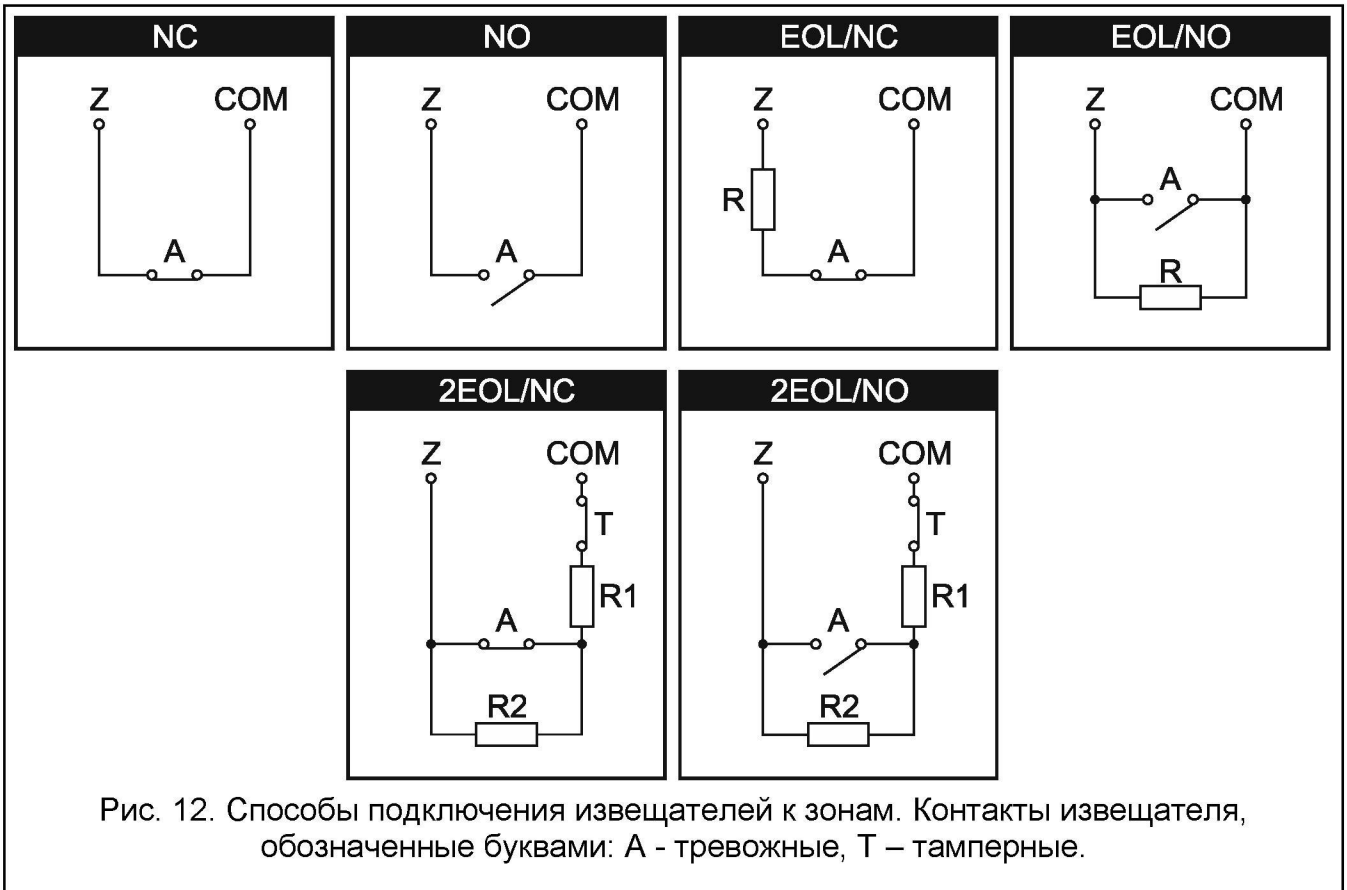 NC NO EOL/NC EOL/NO
Z COM Z COM Z COM Z COM
A
R
A A
A R
2EOL/NC 2EOL/NO
Z COM Z COM
T T
R1 R1
A A
R2 R2
Рис. 12. Способы подключения извещателей к зонам. Контакты извещателя,
обозначенные буквами: А - тревожные, Т – тамперные.